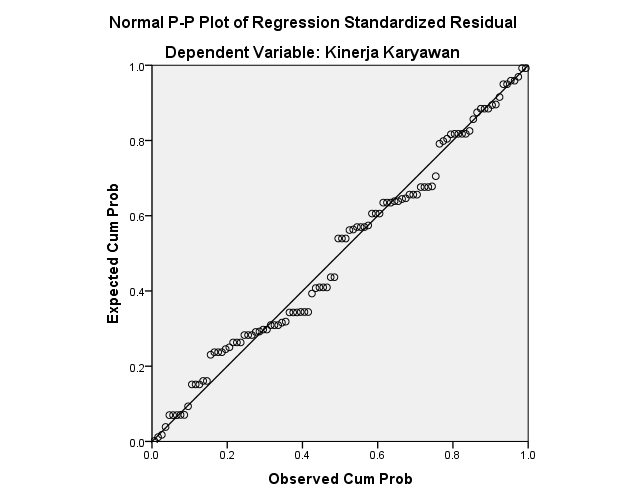 Normal P-P Plot of Regression Standardized Residual
Dependent Variable: Kinerja Karyawan
Expected Cum Prob
1.0
0.8
0.6
0.4
0.2
0.0
0.0 0.2 0.4 0.6 0.8 1.0
Observed Cum Prob